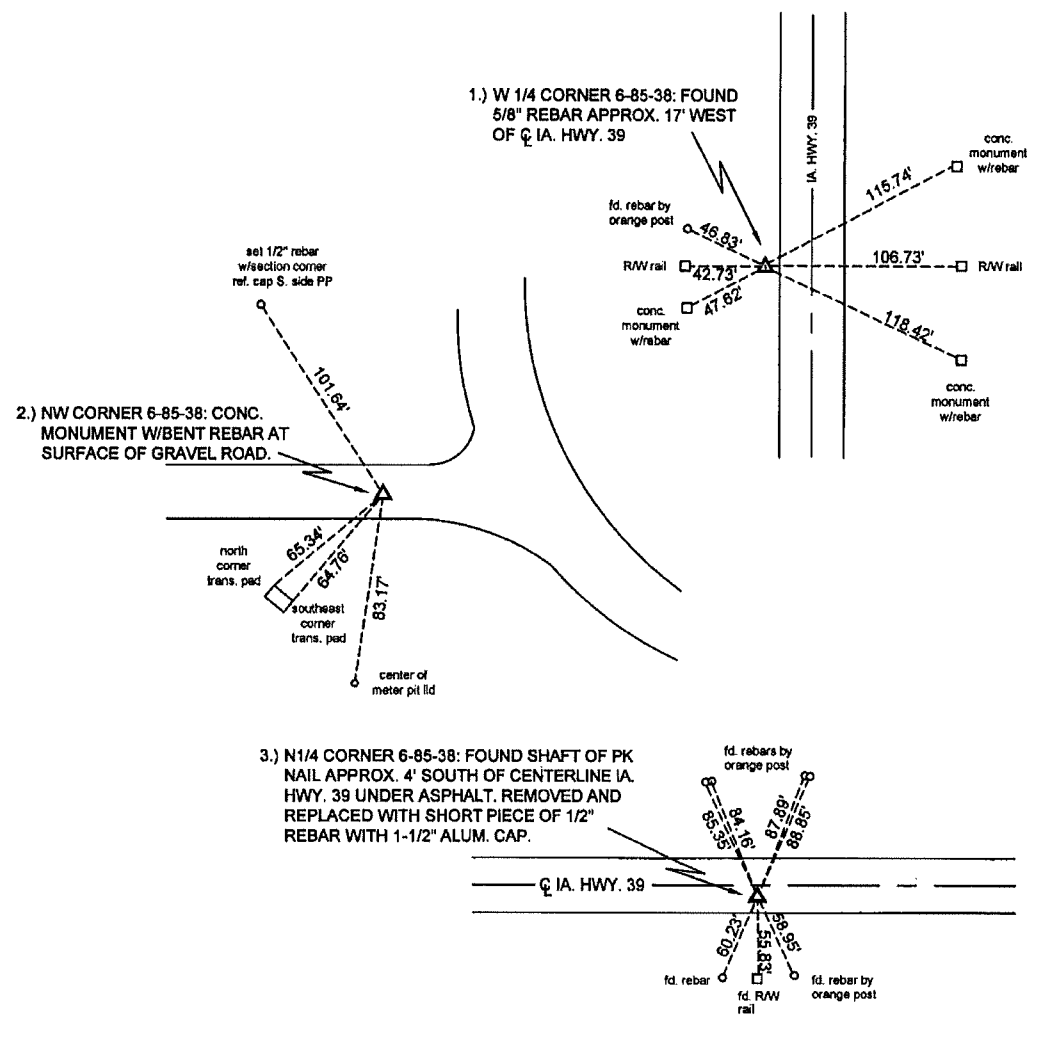 1.) W 1/4 CORNER 6-85-38: FOUND
5/8" REBAR APPROX. 17' WEST
OF ℄ IA. HWY. 39
IA. HWY. 39
conc.
monument
w/rebar
115.74'
fd. rebar by
orange post
46.83'
R/W rail
42.73'
106.73'
R/W rail
47.62'
conc.
monument
w/rebar
118.42'
conc.
monument
w/rebar
set 1/2" rebar
w/section corner
ref. cap S. side PP
101.64'
2.) NW CORNER 6-85-38: CONC.
MONUMENT W/BENT REBAR AT
SURFACE OF GRAVEL ROAD.
65.34'
64.76'
north
corner
trans. pad
southeast
corner
trans. pad
83.17'
center of
meter pit lid
3.) N1/4 CORNER 6-85-38: FOUND SHAFT OF PK
NAIL APPROX. 4' SOUTH OF CENTERLINE IA.
HWY. 39 UNDER ASPHALT. REMOVED AND
REPLACED WITH SHORT PIECE OF 1/2"
REBAR WITH 1-1/2" ALUM. CAP.
fd. rebars by
orange post
84.16'
85.35'
87.89'
88.85'
℄ IA. HWY. 39
60.23'
55.83'
58.95'
fd. rebar
fd. R/W
rail
fd. rebar by
orange post